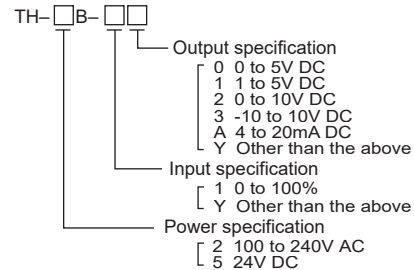 TH–□B–□□
Output specification
0 0 to 5V DC
1 1 to 5V DC
2 0 to 10V DC
3 -10 to 10V DC
A 4 to 20mA DC
Y Other than the above
Input specification
1 0 to 100%
Y Other than the above
Power specification
2 100 to 240V AC
5 24V DC